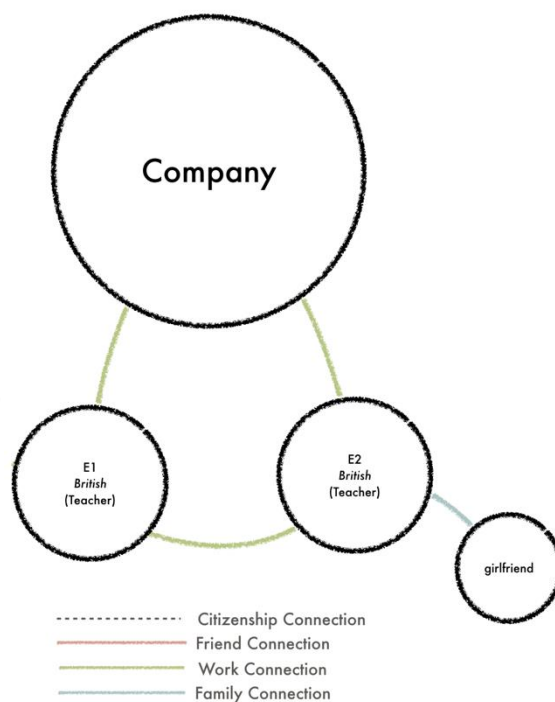 Company
E1
British
(Teacher)
E2
British
(Teacher)
girlfriend
Citizenship Connection
Friend Connection
Work Connection
Family Connection